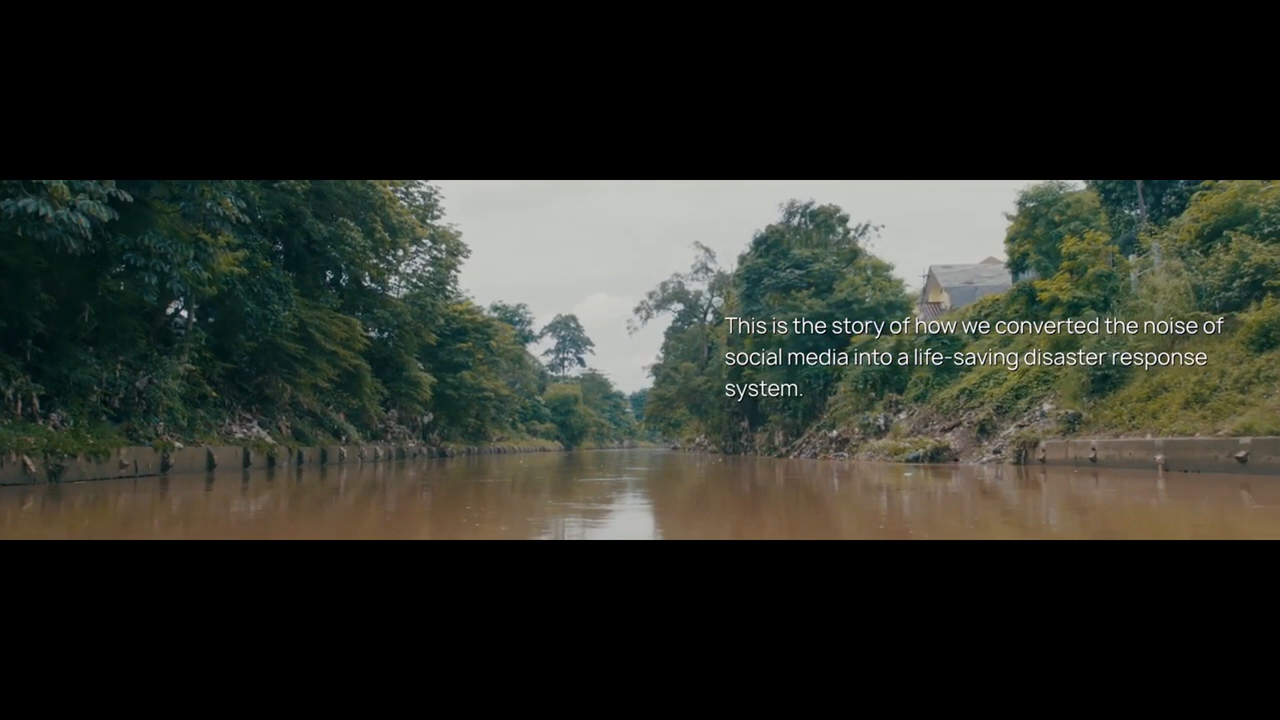 This is the story of how we converted the noise of
social media into a life-saving disaster response
system.